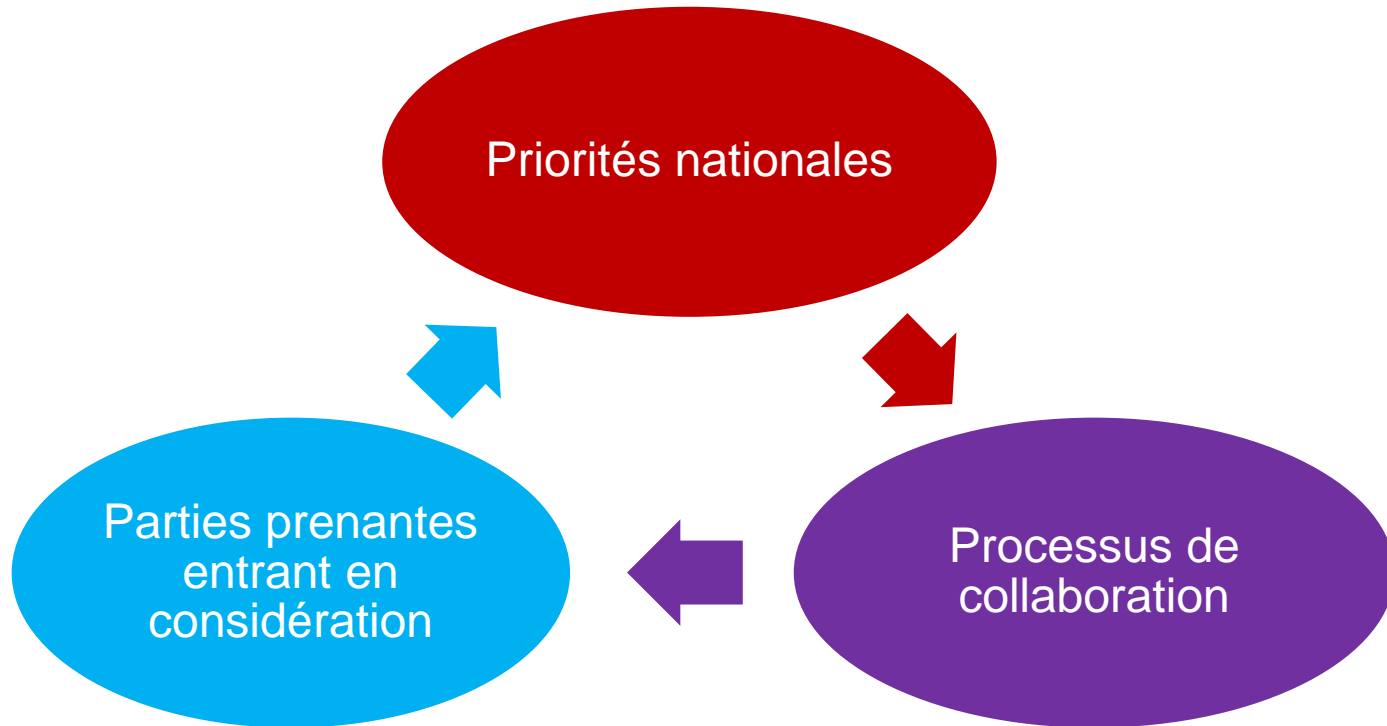 Priorités nationales
Parties prenantes
entrant en
considération
Processus de
collaboration